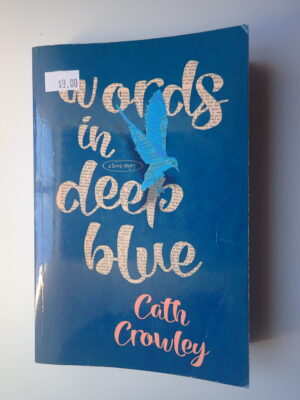 $9.00
words
in
a love story
deep
blue
Cath
Crowley